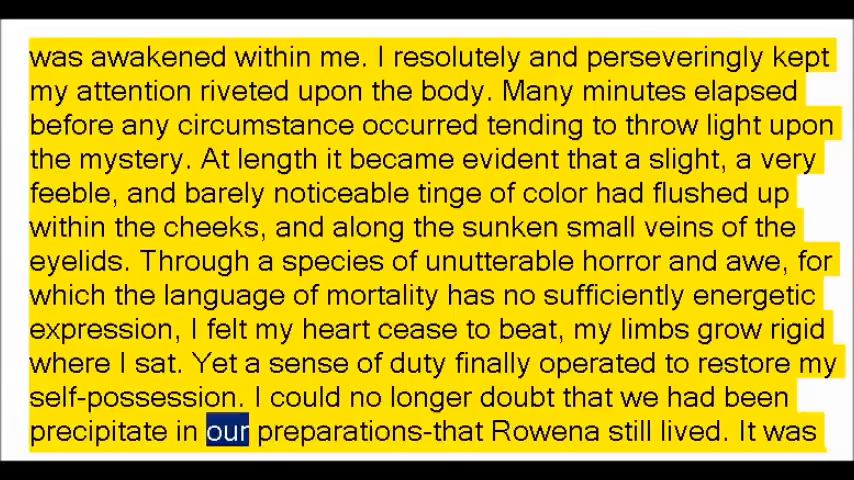 was awakened within me. I resolutely and perseveringly kept
my attention riveted upon the body. Many minutes elapsed
before any circumstance occurred tending to throw light upon
the mystery. At length it became evident that a slight, a very
feeble, and barely noticeable tinge of color had flushed up
within the cheeks, and along the sunken small veins of the
eyelids. Through a species of unutterable horror and awe, for
which the language of mortality has no sufficiently energetic
expression, I felt my heart cease to beat, my limbs grow rigid
where I sat. Yet a sense of duty finally operated to restore my
self-possession. I could no longer doubt that we had been
precipitate in our preparations-that Rowena still lived. It was